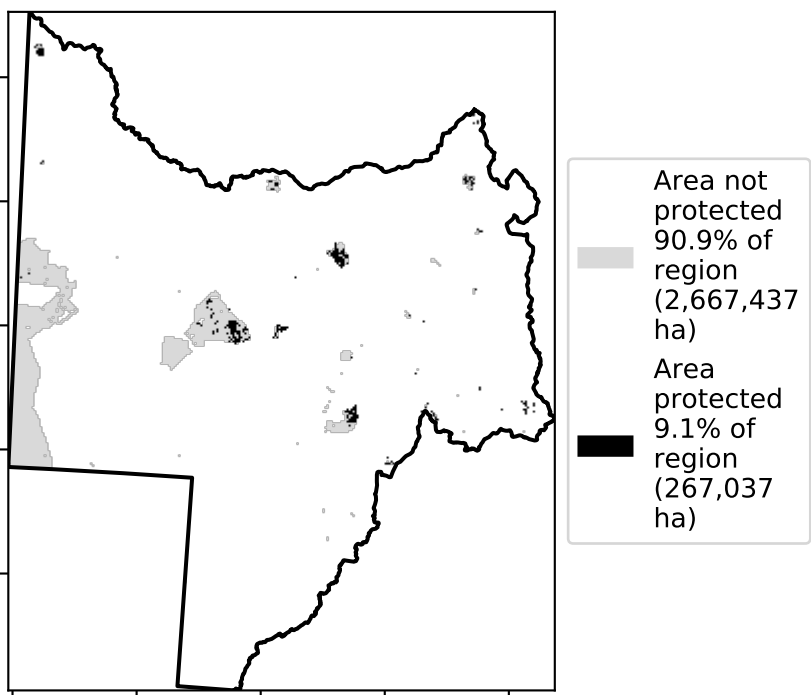 Area not
protected
90.9% of
region
(2,667,437
ha)
Area
protected
9.1% of
region
(267,037
ha)